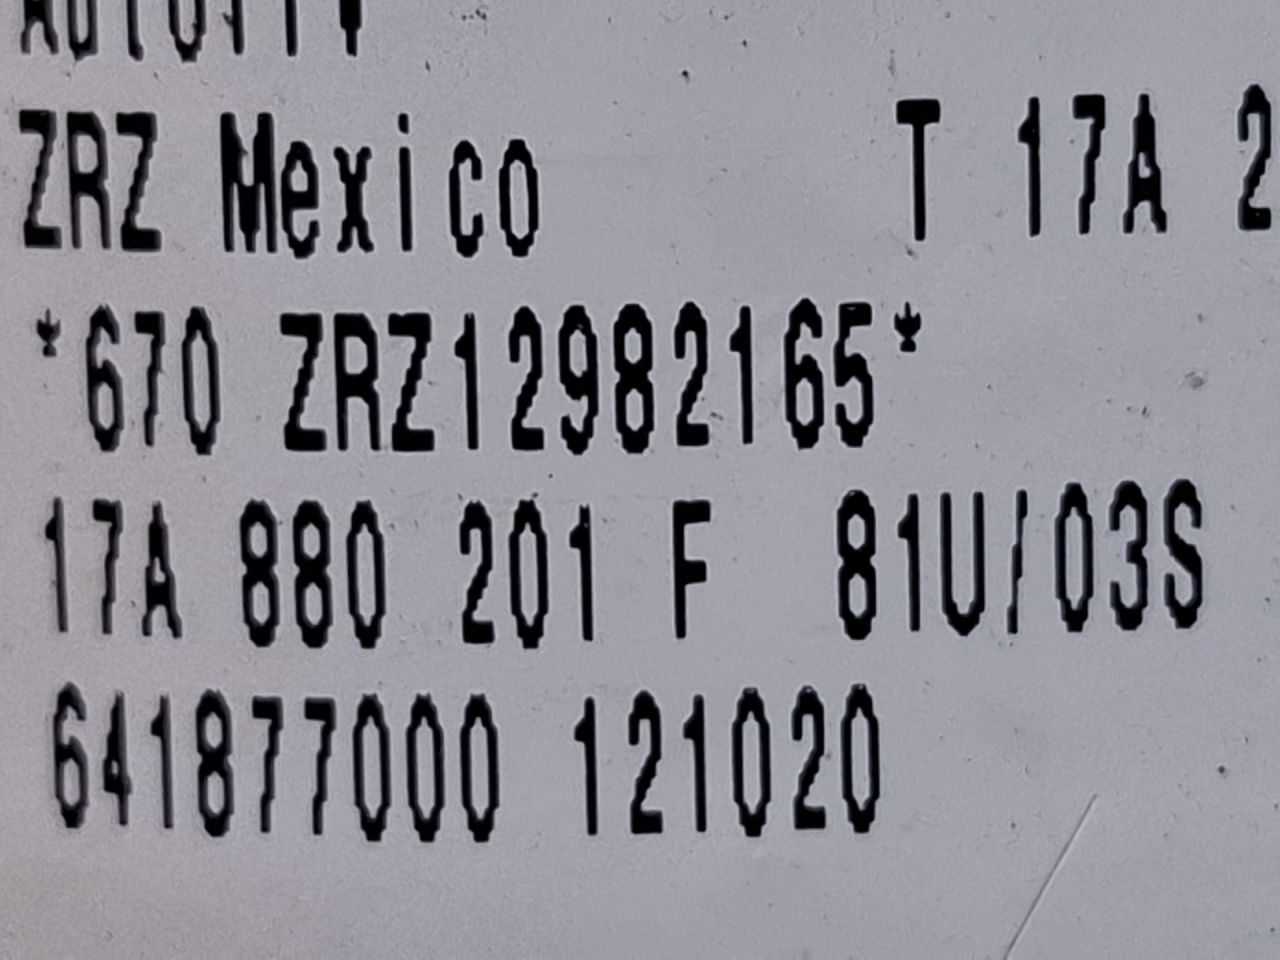 ZRZ Mexico T 17A 2
*670 ZRZ12982165*
17A 880 201 F 81U/03S
641877000 121020